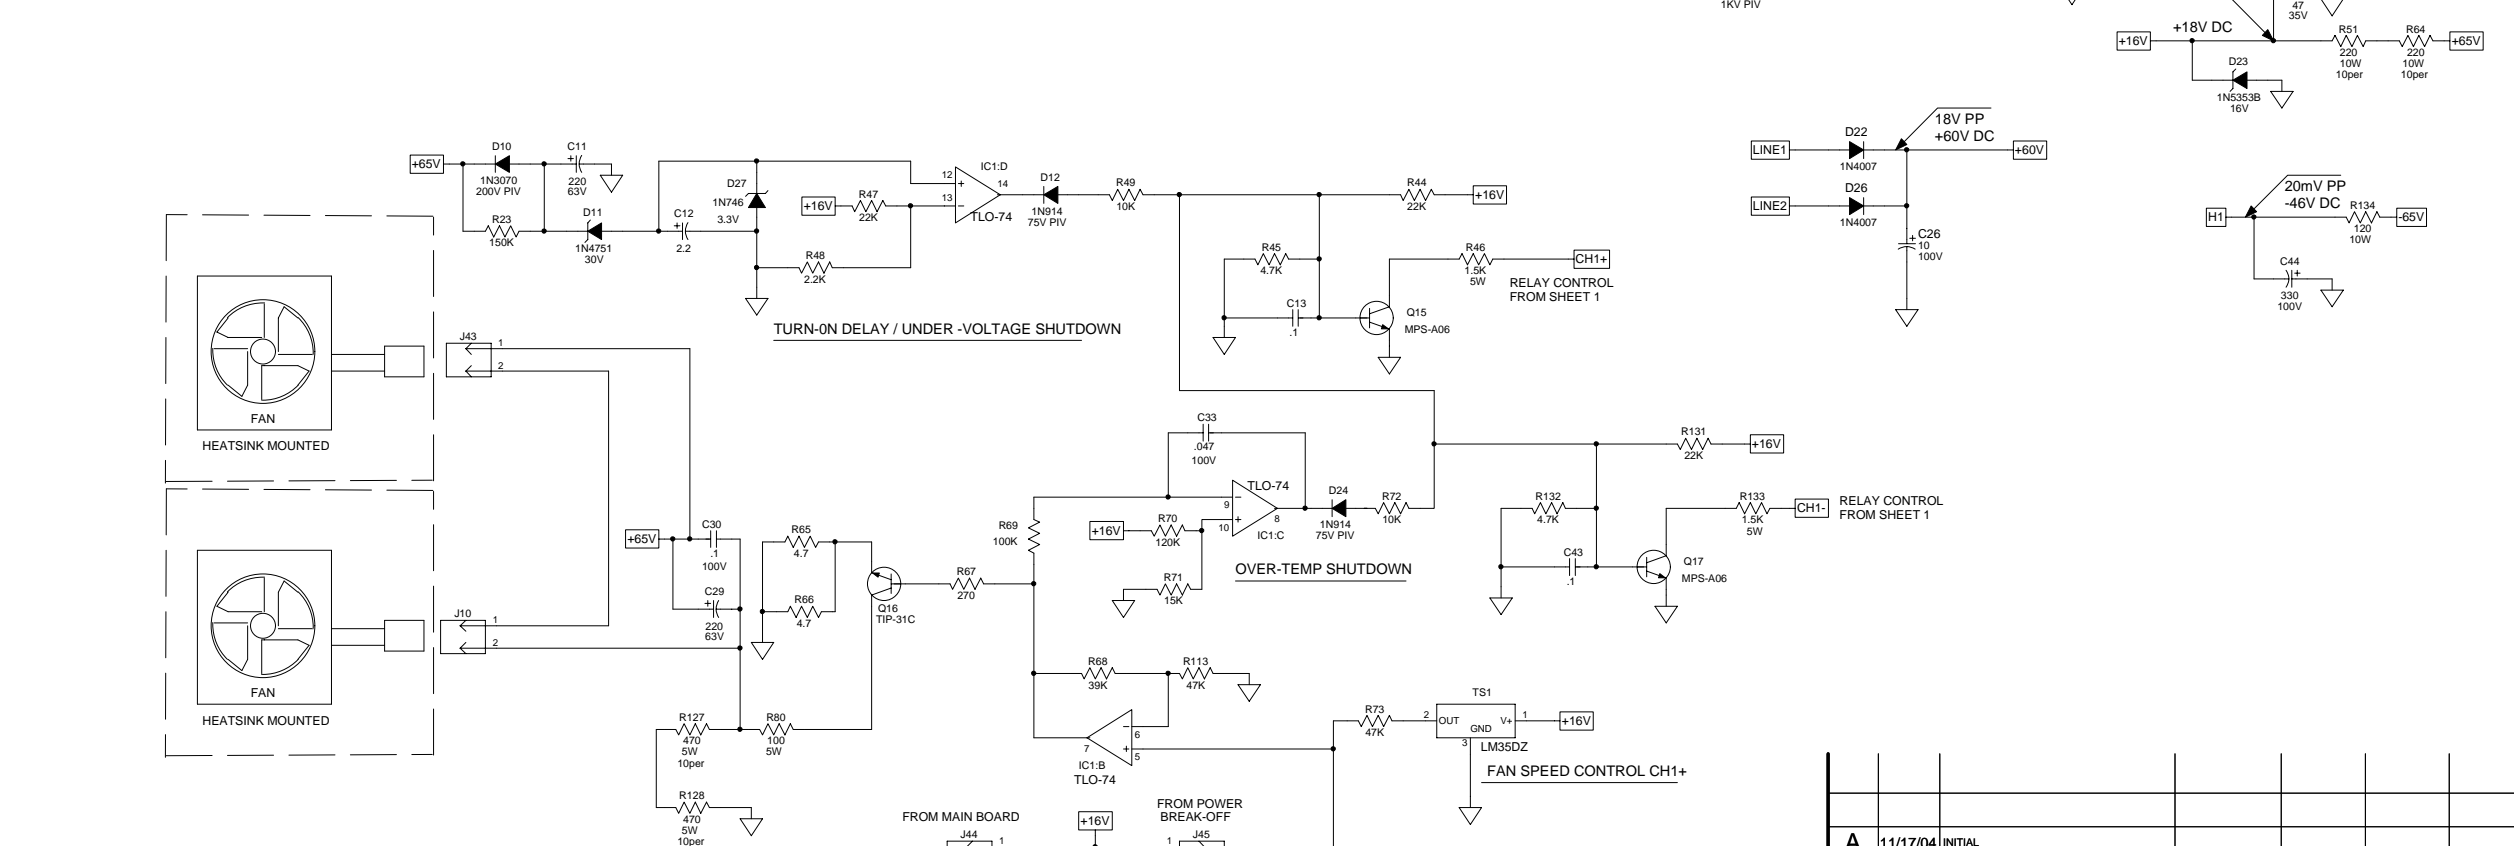 1KV PIV
47
35V
+18V DC
+16V
R51
220
10W
10per
R64
220
10W
10per
+65V
D23
1N5353B
16V
18V PP
+60V DC
LINE1
D22
1N4007
+60V
LINE2
D26
1N4007
+ C26
10
100V
20mV PP
-46V DC
H1
R134
120
10W
-65V
C44
+
330
100V
+65V
D10
1N3070
200V PIV
C11
+
220
63V
R23
150K
D11
1N4751
30V
C12
+
2.2
D27
1N746
3.3V
+16V
R47
22K
R48
2.2K
IC1:D
12
+
13
−
14
TLO-74
D12
1N914
75V PIV
R49
10K
R44
22K
+16V
R45
4.7K
C13
.1
R46
1.5K
5W
CH1+
RELAY CONTROL
FROM SHEET 1
Q15
MPS-A06
TURN-0N DELAY / UNDER -VOLTAGE SHUTDOWN
FAN
HEATSINK MOUNTED
J43
1
2
FAN
HEATSINK MOUNTED
J10
1
2
+65V
C30
.1
100V
C29
+
220
63V
R65
4.7
R66
4.7
Q16
TIP-31C
R67
270
R69
100K
C33
.047
100V
+16V
R70
120K
R71
15K
TLO-74
9
−
10
+
8
IC1:C
D24
1N914
75V PIV
R72
10K
OVER-TEMP SHUTDOWN
R131
22K
+16V
R132
4.7K
C43
.1
R133
1.5K
5W
CH1-
RELAY CONTROL
FROM SHEET 1
Q17
MPS-A06
R68
39K
R113
47K
−
6
+
5
7
IC1:B
TLO-74
R73
47K
TS1
2
OUT
V+
1
GND
3
LM35DZ
+16V
FAN SPEED CONTROL CH1+
R127
470
5W
10per
R80
100
5W
R128
470
5W
10per
FROM MAIN BOARD
J44
1
+16V
FROM POWER
BREAK-OFF
J45
1
A 11/17/04 INITIAL